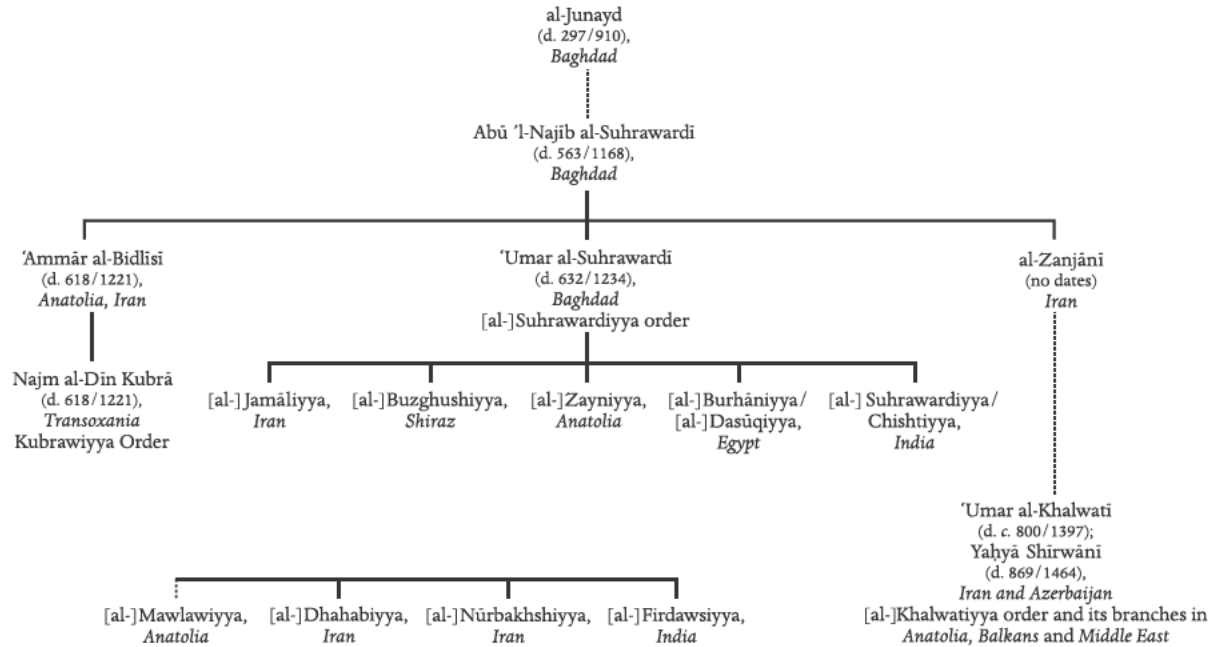 al-Junayd
(d. 297/910),
Baghdad
Abū ’l-Najīb al-Suhrawardī
(d. 563/1168),
Baghdad
‘Ammār al-Bidlīsī
(d. 618/1221),
Anatolia, Iran
Najm al-Dīn Kubrā
(d. 618/1221),
Transoxania
Kubrawiyya Order
‘Umar al-Suhrawardī
(d. 632/1234),
Baghdad
[al-]Suhrawardiyya order
al-Zanjānī
(no dates)
Iran
[al-]Jamāliyya,
Iran
[al-]Buzghushiyya,
Shiraz
[al-]Zayniyya,
Anatolia
[al-]Burhāniyya/
[al-]Dasūqiyya,
Egypt
[al-] Suhrawardiyya/
Chishtiyya,
India
‘Umar al-Khalwatī
(d. c. 800/1397);
Yaḥyā Shīrwānī
(d. 869/1464),
Iran and Azerbaijan
[al-]Khalwatiyya order and its branches in
Anatolia, Balkans and Middle East
[al-]Mawlawiyya,
Anatolia
[al-]Dhahabiyya,
Iran
[al-]Nūrbakhshiyya,
Iran
[al-]Firdawsiyya,
India